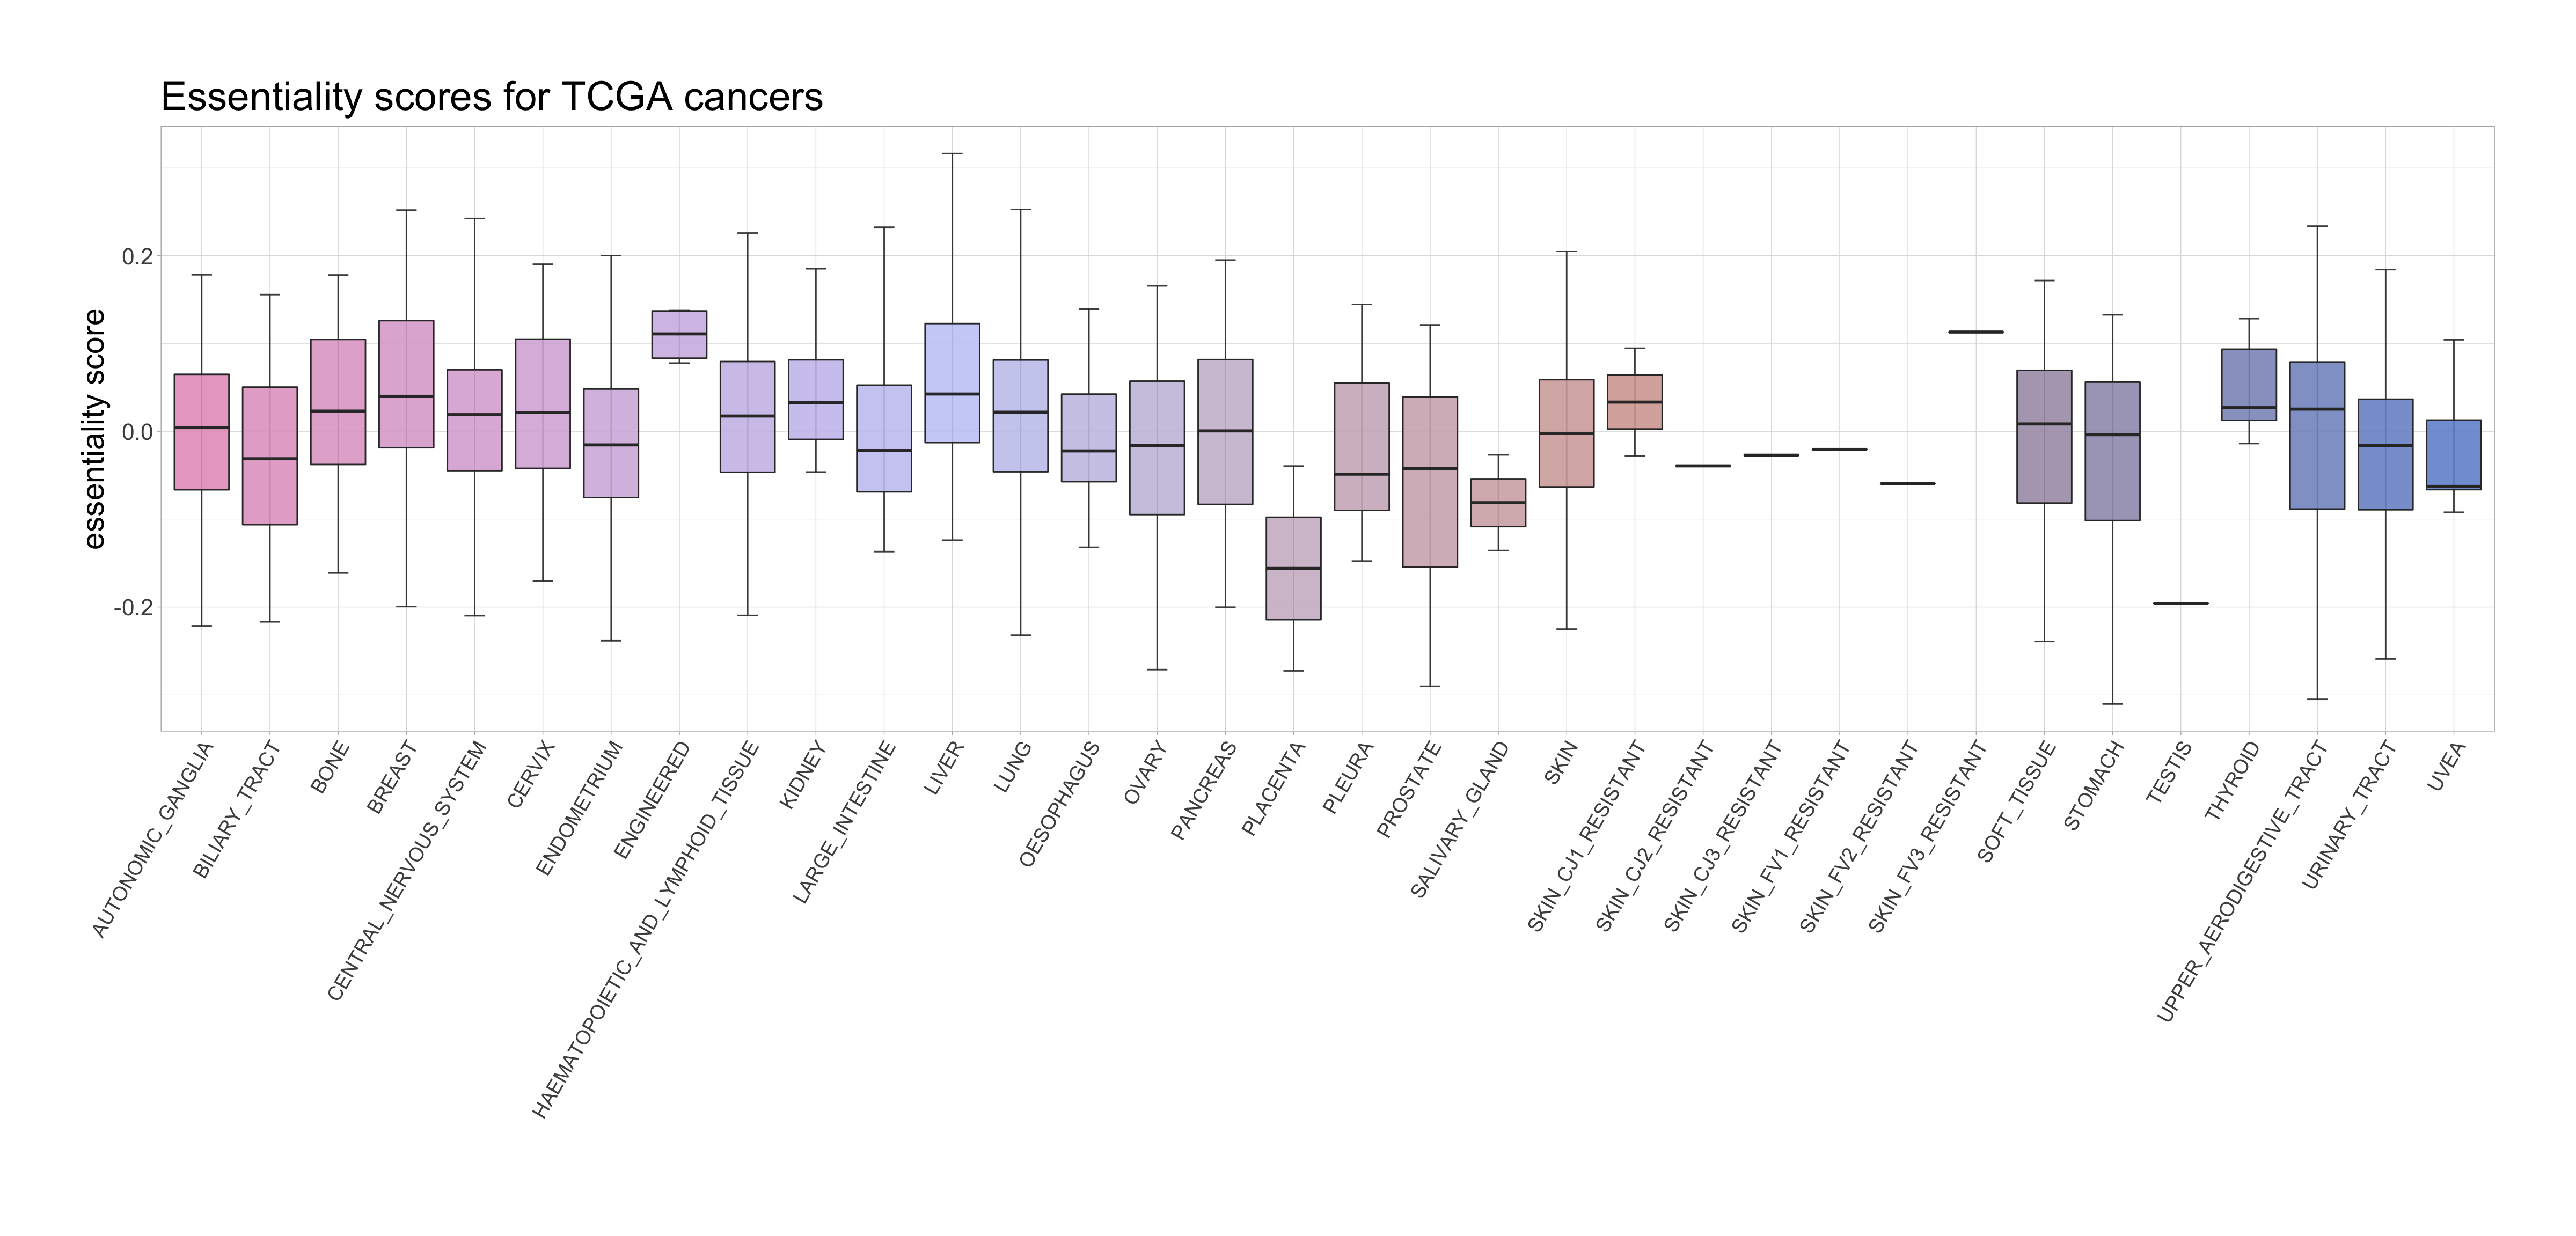 Essentiality scores for TCGA cancers
essentiality score
0.2
0.0
-0.2
AUTONOMIC_GANGLIA
BILIARY_TRACT
BONE
BREAST
CENTRAL_NERVOUS_SYSTEM
CERVIX
ENDOMETRIUM
ENGINEERED
HAEMATOPOIETIC_AND_LYMPHOID_TISSUE
KIDNEY
LARGE_INTESTINE
LIVER
LUNG
OESOPHAGUS
OVARY
PANCREAS
PLACENTA
PLEURA
PROSTATE
SALIVARY_GLAND
SKIN
SKIN_CJ1_RESISTANT
SKIN_CJ2_RESISTANT
SKIN_CJ3_RESISTANT
SKIN_FV1_RESISTANT
SKIN_FV2_RESISTANT
SKIN_FV3_RESISTANT
SOFT_TISSUE
STOMACH
TESTIS
THYROID
UPPER_AERODIGESTIVE_TRACT
URINARY_TRACT
UVEA